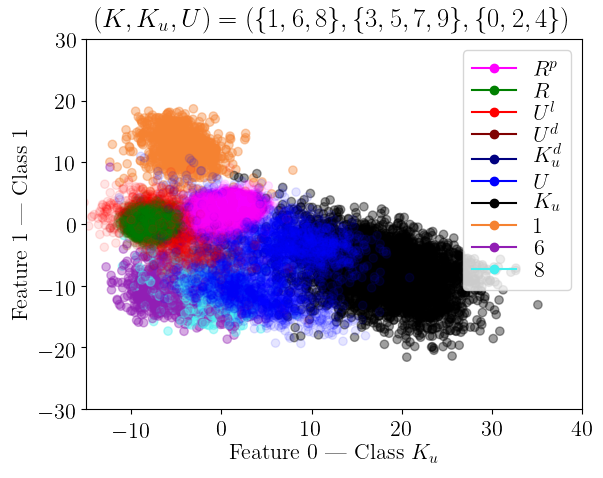 (K, K_u, U) = ({1, 6, 8}, {3, 5, 7, 9}, {0, 2, 4})
30
20
10
0
−10
−20
−30
Feature 1 — Class 1
R^p
R
U^l
U^d
K_u^d
U
K_u
1
6
8
−10
0
10
20
30
40
Feature 0 — Class K_u